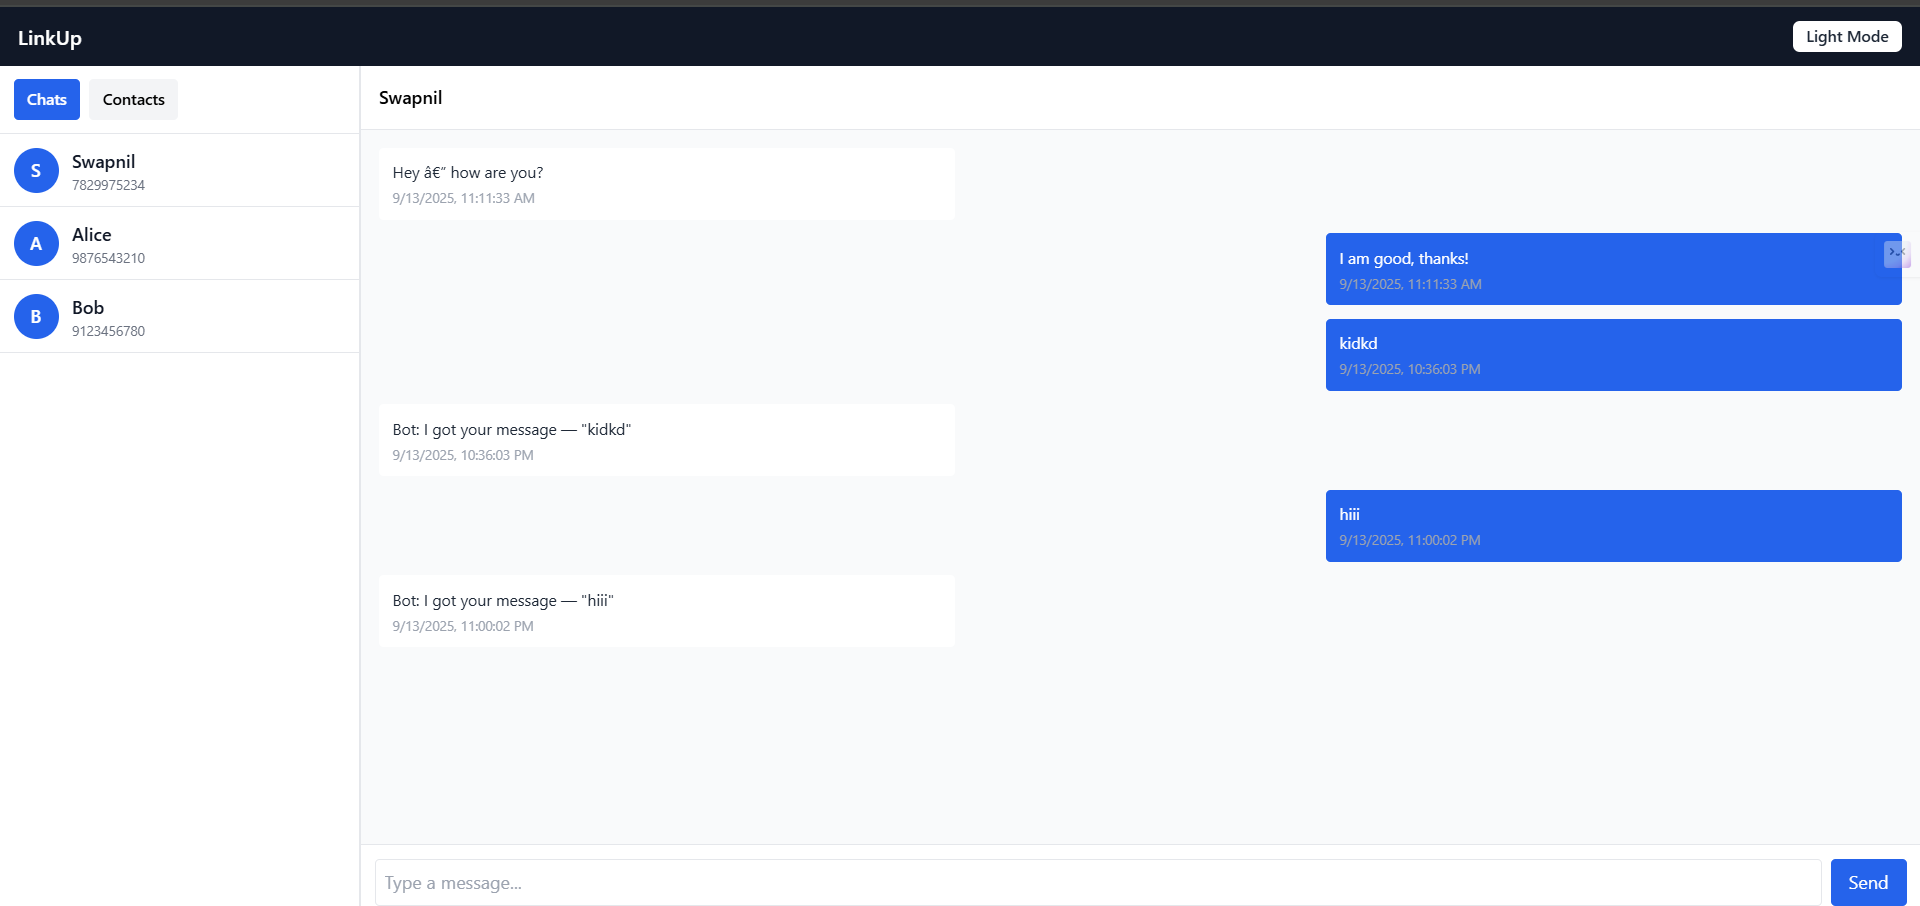 LinkUp
Light Mode
Chats
Contacts
S
Swapnil
7829975234
A
Alice
9876543210
B
Bob
9123456780
Swapnil
Hey â€” how are you?
9/13/2025, 11:11:33 AM
I am good, thanks!
9/13/2025, 11:11:33 AM
kidkd
9/13/2025, 10:36:03 PM
Bot: I got your message — "kidkd"
9/13/2025, 10:36:03 PM
hiii
9/13/2025, 11:00:02 PM
Bot: I got your message — "hiii"
9/13/2025, 11:00:02 PM
Type a message...
Send